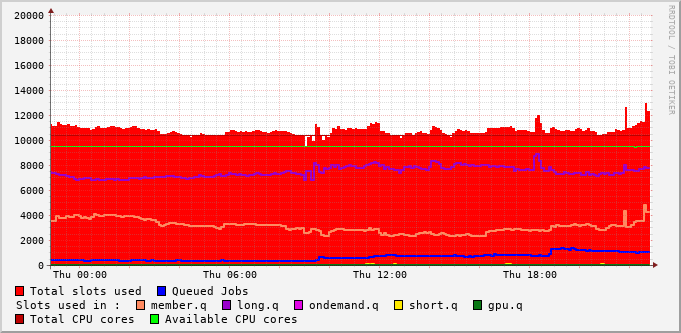 RRDTOOL / TOBI OETIKER
20000
18000
16000
14000
12000
10000
8000
6000
4000
2000
0
Thu 00:00 Thu 06:00 Thu 12:00 Thu 18:00
Total slots used Queued Jobs
Slots used in : member.q long.q ondemand.q short.q gpu.q
Total CPU cores Available CPU cores